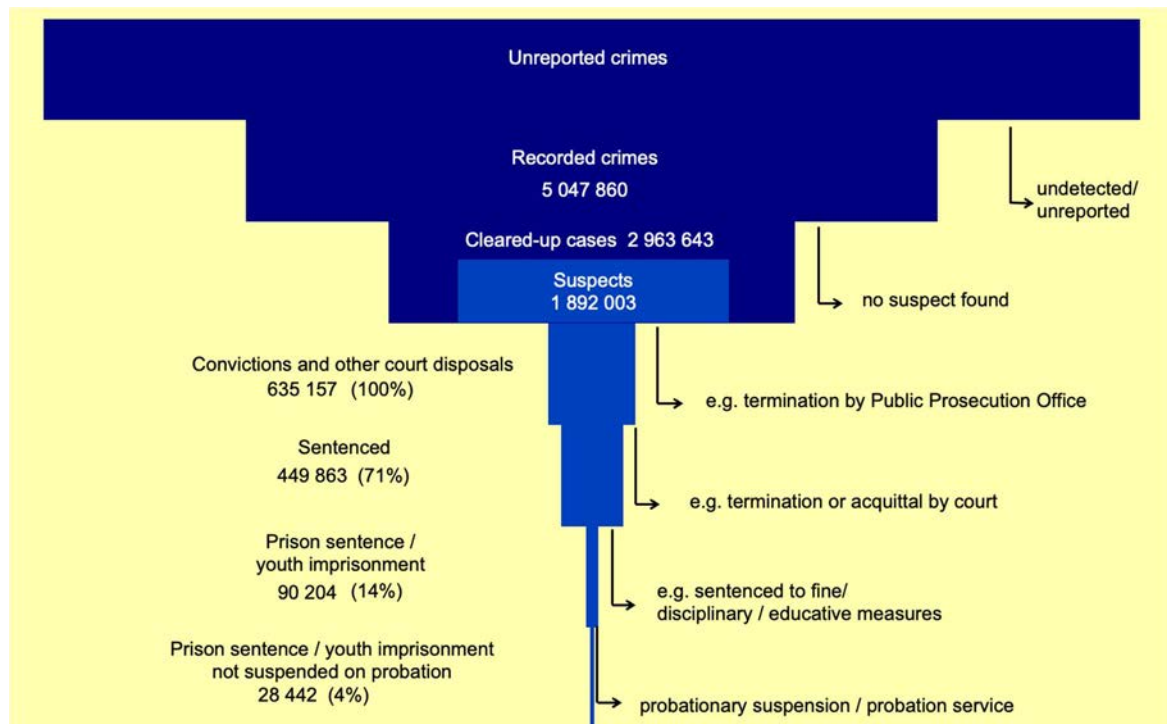 Unreported crimes
Recorded crimes
5 047 860
undetected/
unreported
Cleared-up cases 2 963 643
Suspects
1 892 003
no suspect found
Convictions and other court disposals
635 157 (100%)
e.g. termination by Public Prosecution Office
Sentenced
449 863 (71%)
e.g. termination or acquittal by court
Prison sentence /
youth imprisonment
90 204 (14%)
e.g. sentenced to fine/
disciplinary / educative measures
Prison sentence / youth imprisonment
not suspended on probation
28 442 (4%)
probationary suspension / probation service